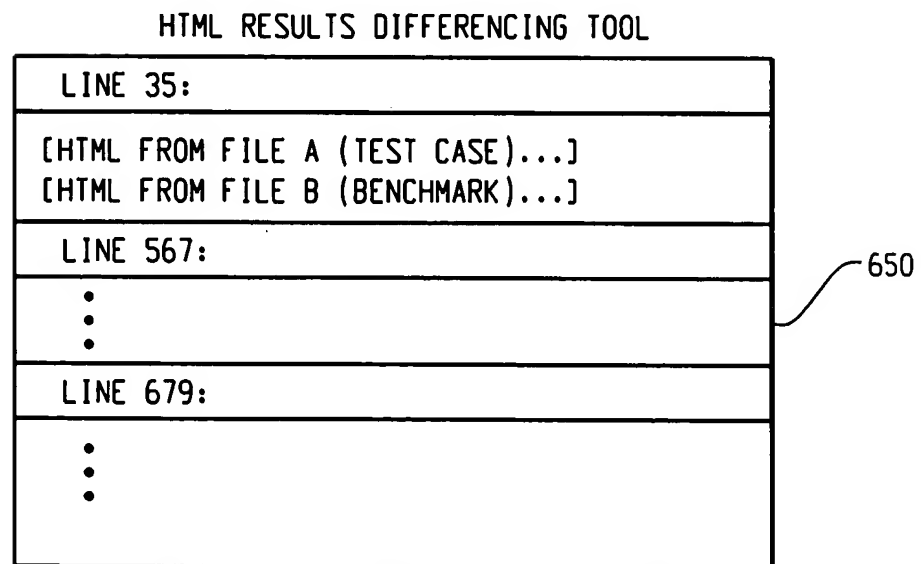 HTML RESULTS DIFFERENCING TOOL
LINE 35:
[HTML FROM FILE A (TEST CASE)...]
[HTML FROM FILE B (BENCHMARK)...]
LINE 567:
650
LINE 679: